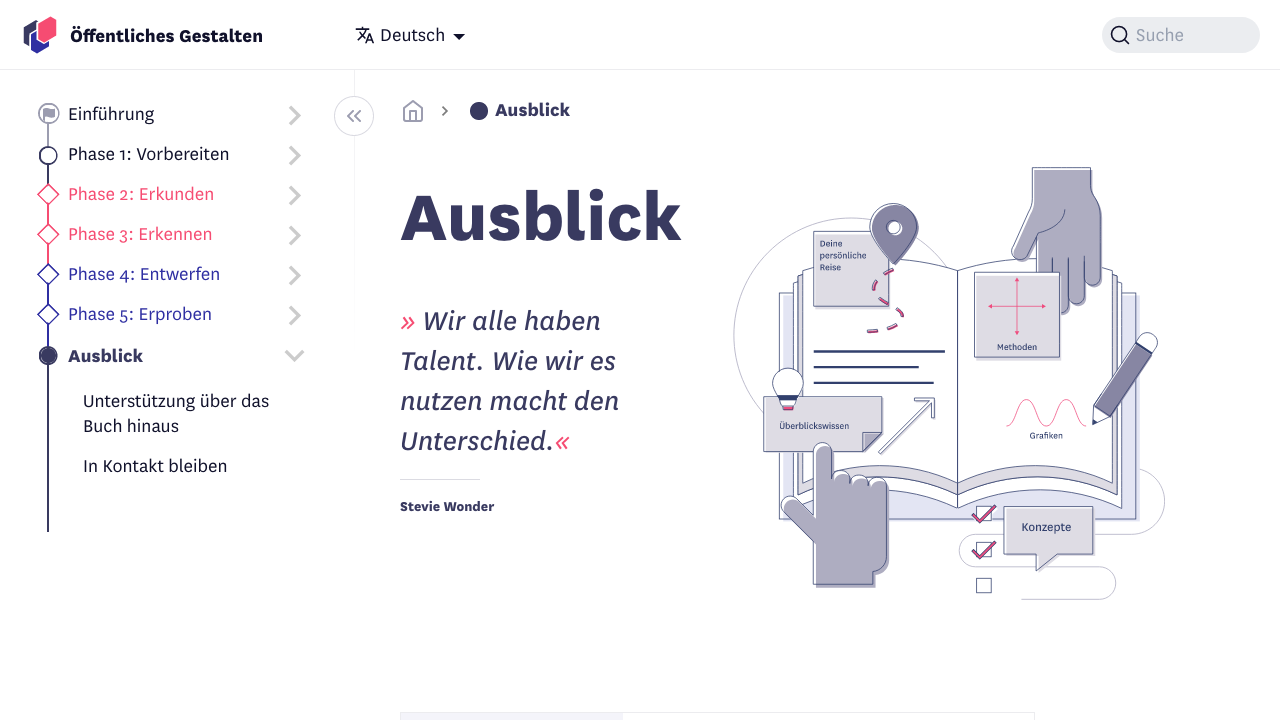 Öffentliches Gestalten
Deutsch
Suche
Einführung
Phase 1: Vorbereiten
Phase 2: Erkunden
Phase 3: Erkennen
Phase 4: Entwerfen
Phase 5: Erproben
Ausblick
Unterstützung über das
Buch hinaus
In Kontakt bleiben
Ausblick
Ausblick
» Wir alle haben
Talent. Wie wir es
nutzen macht den
Unterschied.«
Stevie Wonder
Deine
persönliche
Reise
Methoden
Überblickswissen
Grafiken
Konzepte